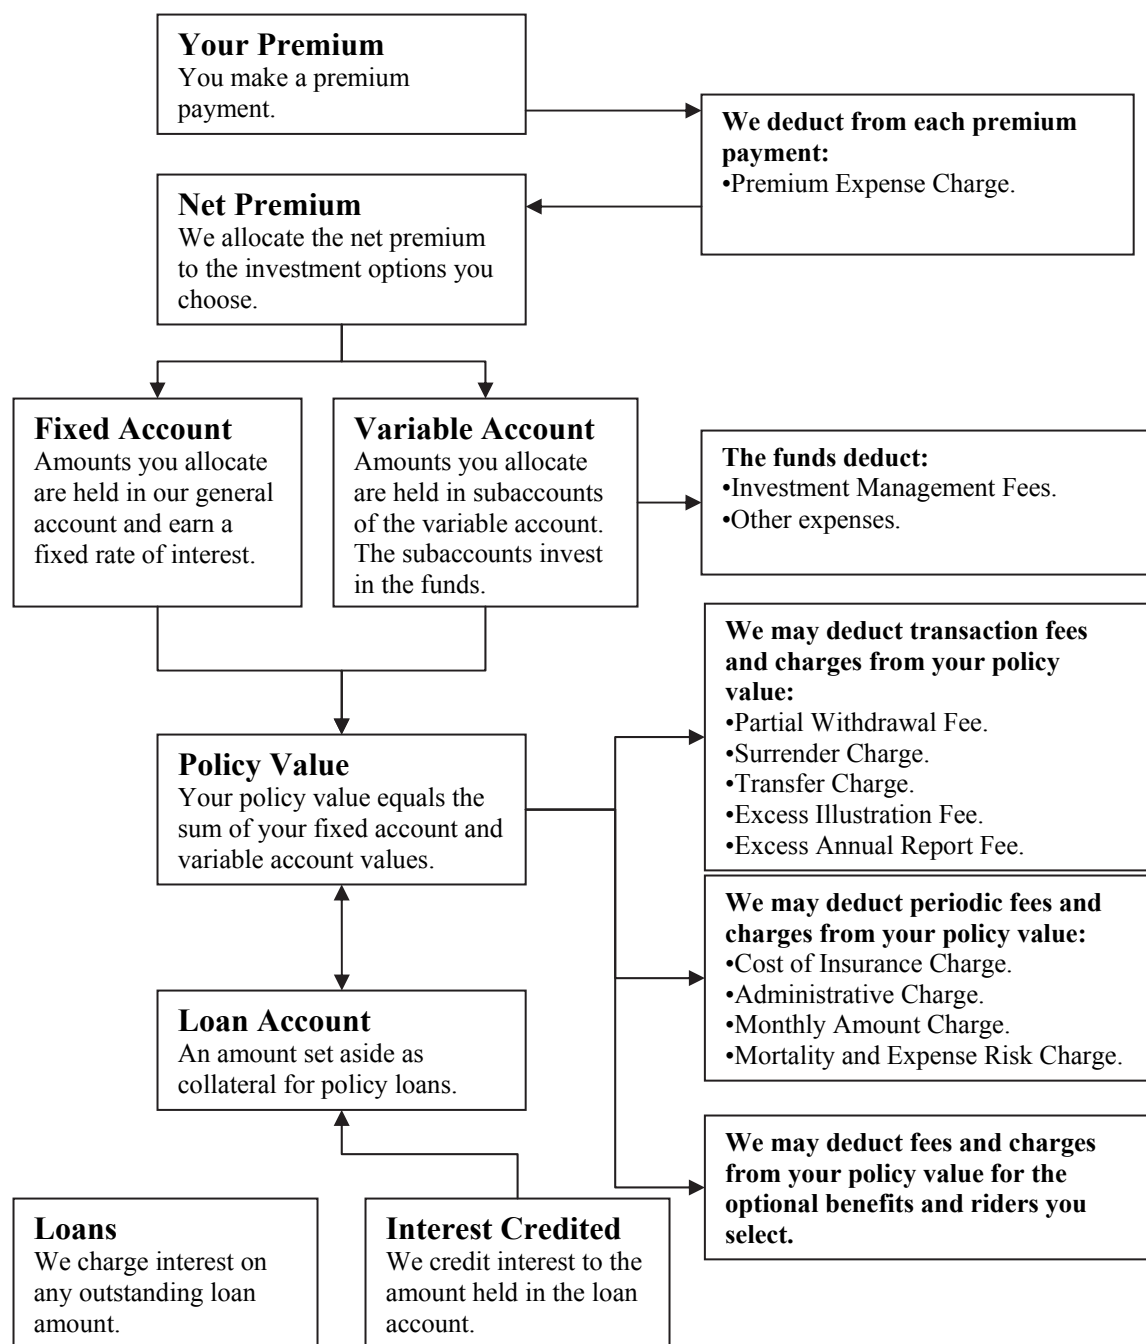 Your Premium
You make a premium
payment.
We deduct from each premium
payment:
•Premium Expense Charge.
Net Premium
We allocate the net premium
to the investment options you
choose.
Fixed Account
Amounts you allocate
are held in our general
account and earn a
fixed rate of interest.
Variable Account
Amounts you allocate
are held in subaccounts
of the variable account.
The subaccounts invest
in the funds.
The funds deduct:
•Investment Management Fees.
•Other expenses.
We may deduct transaction fees
and charges from your policy
value:
•Partial Withdrawal Fee.
•Surrender Charge.
•Transfer Charge.
•Excess Illustration Fee.
•Excess Annual Report Fee.
Policy Value
Your policy value equals the
sum of your fixed account and
variable account values.
We may deduct periodic fees and
charges from your policy value:
•Cost of Insurance Charge.
•Administrative Charge.
•Monthly Amount Charge.
•Mortality and Expense Risk Charge.
Loan Account
An amount set aside as
collateral for policy loans.
We may deduct fees and charges
from your policy value for the
optional benefits and riders you
select.
Loans
We charge interest on
any outstanding loan
amount.
Interest Credited
We credit interest to the
amount held in the loan
account.